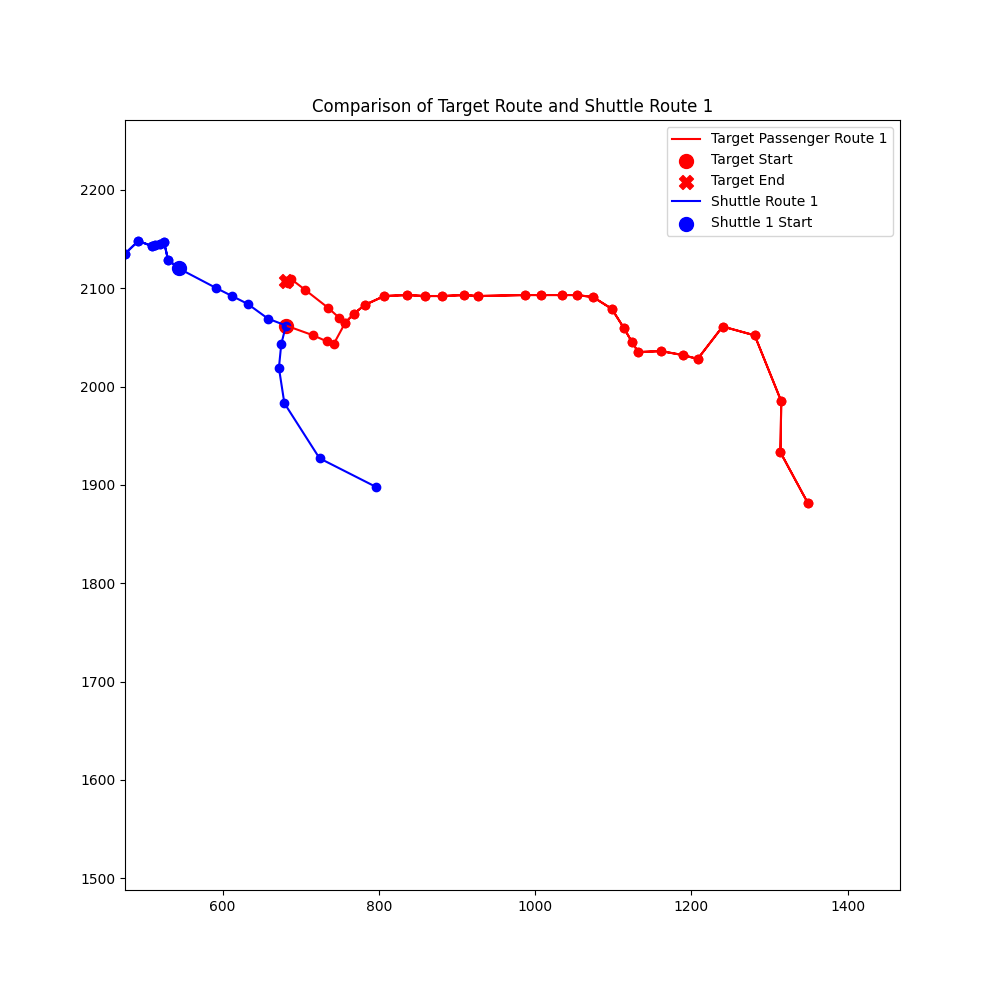 Comparison of Target Route and Shuttle Route 1
Target Passenger Route 1
Target Start
Target End
Shuttle Route 1
Shuttle 1 Start
2200
2100
2000
1900
1800
1700
1600
1500
600 800 1000 1200 1400